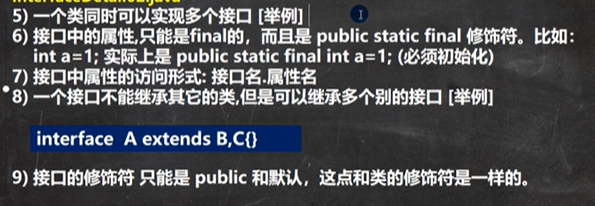 5) 一个类同时可以实现多个接口 [举例]
6) 接口中的属性,只能是final的，而且是 public static final 修饰符。比如：
int a=1; 实际上是 public static final int a=1; (必须初始化)
7) 接口中属性的访问形式: 接口名.属性名
8) 一个接口不能继承其它的类,但是可以继承多个别的接口 [举例]
interface A extends B,C{}
9) 接口的修饰符 只能是 public 和默认，这点和类的修饰符是一样的。